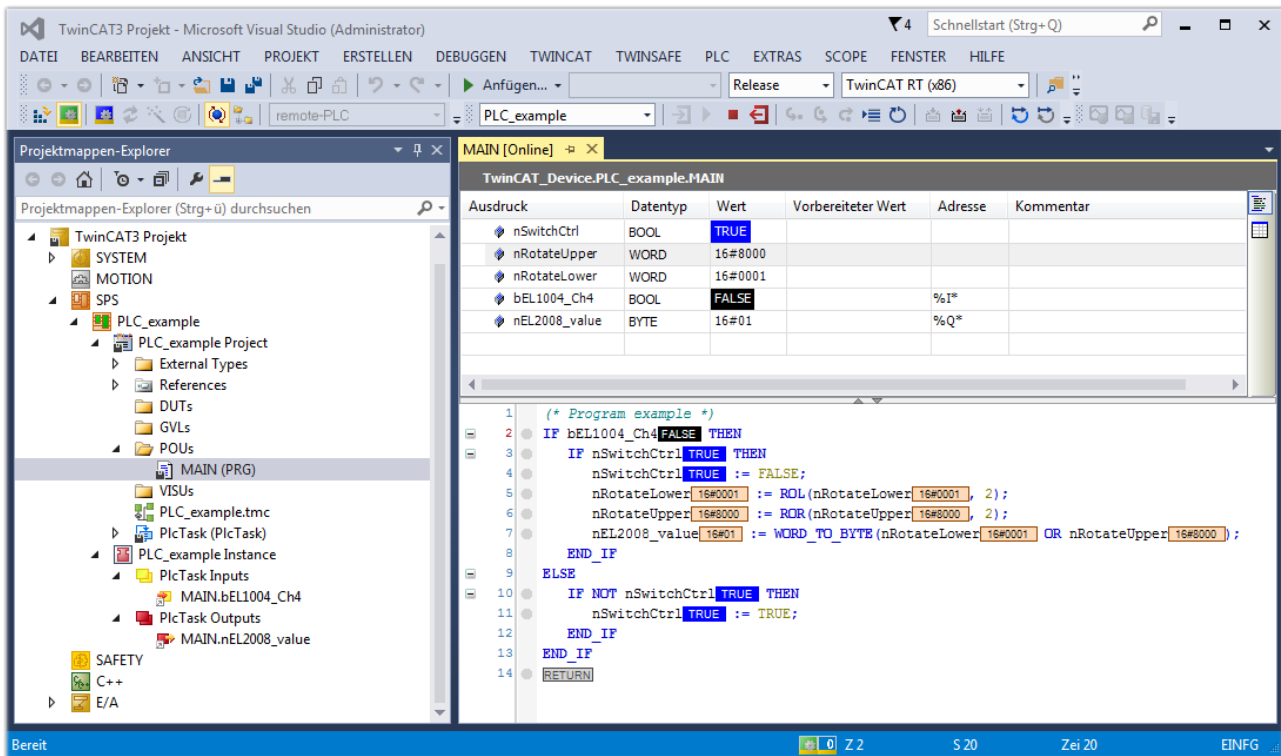 TwinCAT3 Projekt - Microsoft Visual Studio (Administrator)
4
Schnellstart (Strg+Q)
DATEI BEARBEITEN ANSICHT PROJEKT ERSTELLEN DEBUGGEN TWINCAT TWINSAFE PLC EXTRAS SCOPE FENSTER HILFE
Anfügen... Release TwinCAT RT (x86)
remote-PLC PLC_example
Projektmappen-Explorer
Projektmappen-Explorer (Strg+ü) durchsuchen
TwinCAT3 Projekt
SYSTEM
MOTION
SPS
PLC_example
PLC_example Project
External Types
References
DUTs
GVLs
POUs
MAIN (PRG)
VISUs
PLC_example.tmc
PlcTask (PlcTask)
PLC_example Instance
PlcTask Inputs
MAIN.bEL1004_Ch4
PlcTask Outputs
MAIN.nEL2008_value
SAFETY
C++
E/A
MAIN [Online]
TwinCAT_Device.PLC_example.MAIN
Ausdruck Datentyp Wert Vorbereiteter Wert Adresse Kommentar
nSwitchCtrl BOOL TRUE
nRotateUpper WORD 16#8000
nRotateLower WORD 16#0001
bEL1004_Ch4 BOOL FALSE %I*
nEL2008_value BYTE 16#01 %Q*
1 (* Program example *)
2 IF bEL1004_Ch4 FALSE THEN
3 IF nSwitchCtrl TRUE THEN
4 nSwitchCtrl TRUE := FALSE;
5 nRotateLower 16#0001 := ROL(nRotateLower 16#0001 , 2);
6 nRotateUpper 16#8000 := ROR(nRotateUpper 16#8000 , 2);
7 nEL2008_value 16#01 := WORD_TO_BYTE(nRotateLower 16#0001 OR nRotateUpper 16#8000 );
8 END_IF
9 ELSE
10 IF NOT nSwitchCtrl TRUE THEN
11 nSwitchCtrl TRUE := TRUE;
12 END_IF
13 END_IF
14 RETURN
Bereit 0 Z 2 S 20 Zei 20 EINFG